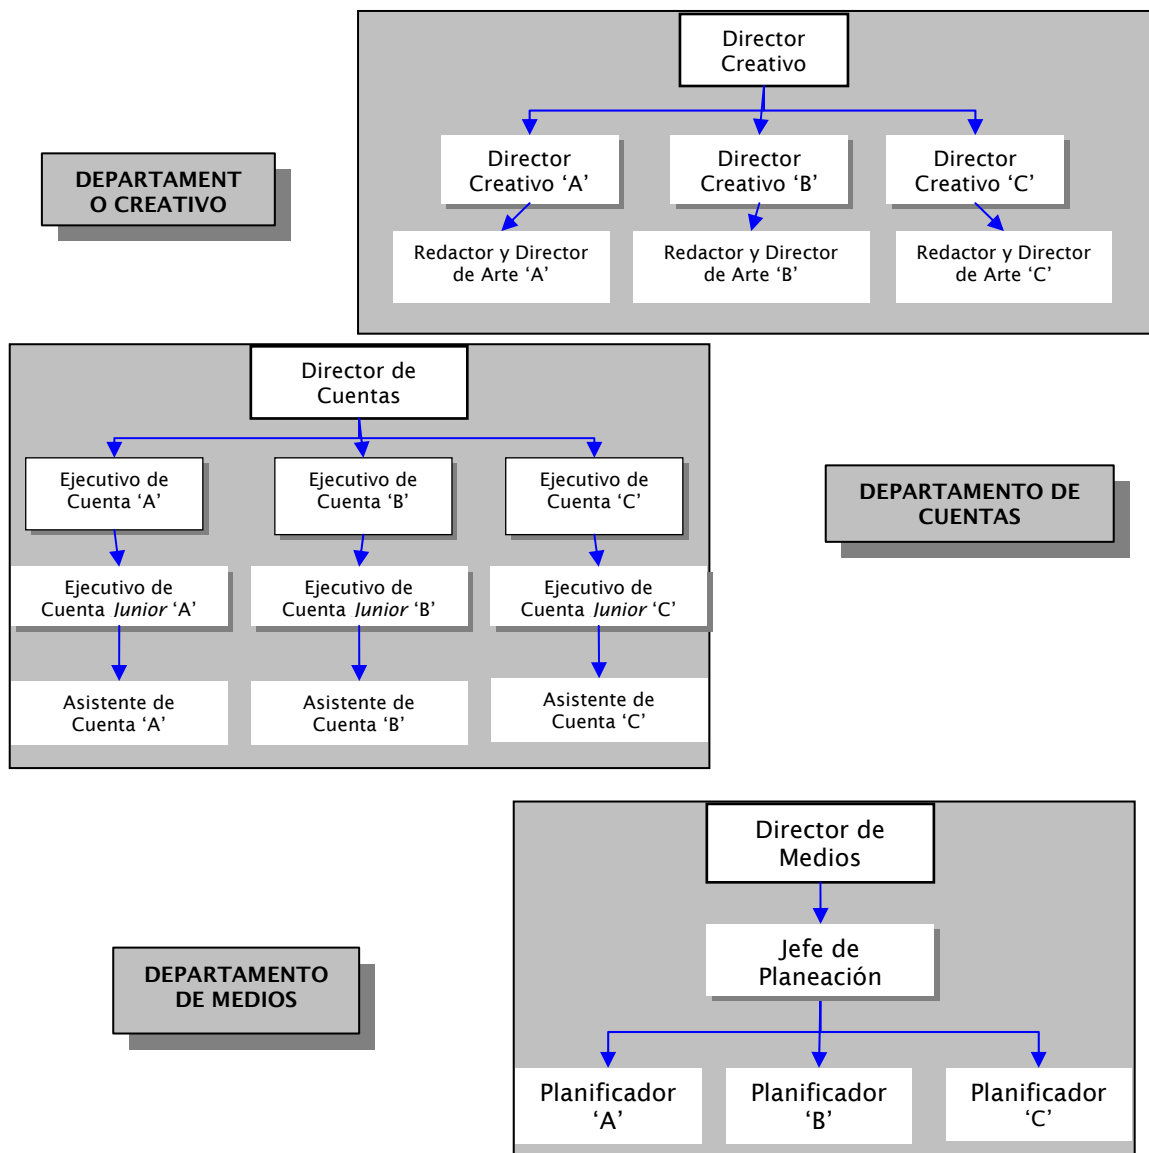 Director
Creativo
Director
Creativo ‘A’
Director
Creativo ‘B’
Director
Creativo ‘C’
DEPARTAMENT
O CREATIVO
Redactor y Director
de Arte ‘A’
Redactor y Director
de Arte ‘B’
Redactor y Director
de Arte ‘C’
Director de
Cuentas
Ejecutivo de
Cuenta ‘A’
Ejecutivo de
Cuenta ‘B’
Ejecutivo de
Cuenta ‘C’
DEPARTAMENTO DE
CUENTAS
Ejecutivo de
Cuenta Junior ‘A’
Ejecutivo de
Cuenta Junior ‘B’
Ejecutivo de
Cuenta Junior ‘C’
Asistente de
Cuenta ‘A’
Asistente de
Cuenta ‘B’
Asistente de
Cuenta ‘C’
Director de
Medios
Jefe de
Planeación
DEPARTAMENTO
DE MEDIOS
Planificador
‘A’
Planificador
‘B’
Planificador
‘C’